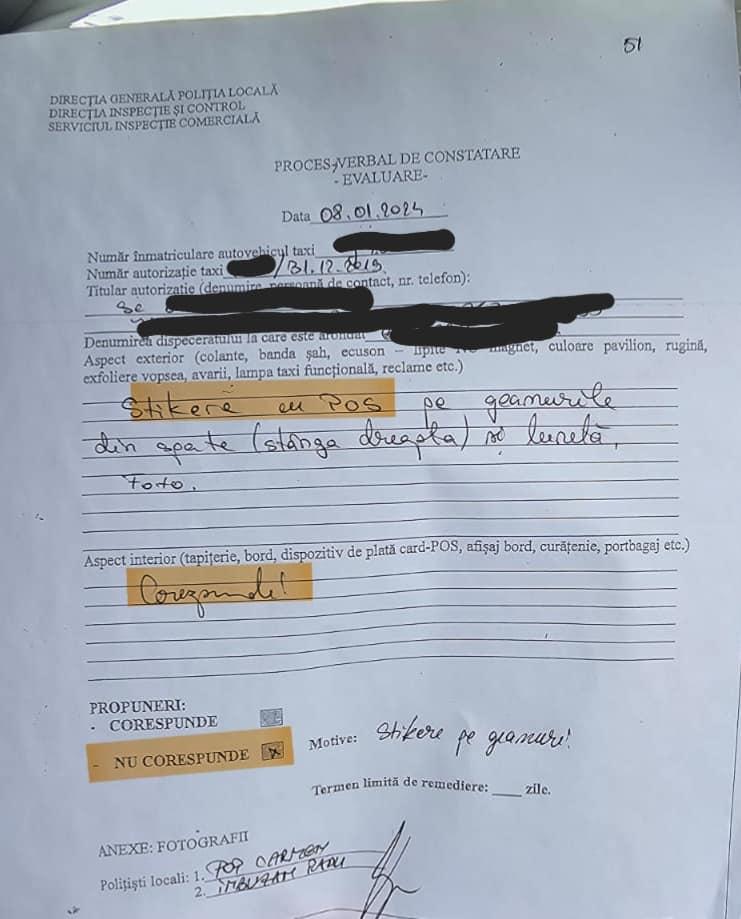 51
DIRECȚIA GENERALĂ POLIȚIA LOCALĂ
DIRECȚIA INSPECȚIE ȘI CONTROL
SERVICIUL INSPECȚIE COMERCIALĂ
PROCES-VERBAL DE CONSTATARE
- EVALUARE-
Data 08.01.2024
Număr înmatriculare autovehicul taxi
Număr autorizație taxi /31.12.2019
Titular autorizație (denumire, persoană de contact, nr. telefon):
SC
Denumirea dispeceratului la care este arondat
Aspect exterior (colante, banda șah, ecuson – lipite magnet, culoare pavilion, rugină,
exfoliere vopsea, avarii, lampa taxi funcțională, reclame etc.)
Stikere cu POS pe geamurile
din spate (stânga dreapta) și lunetă,
Foto.
Aspect interior (tapițerie, bord, dispozitiv de plată card-POS, afișaj bord, curățenie, portbagaj etc.)
Corespunde!
PROPUNERI:
- CORESPUNDE
- NU CORESPUNDE X
Motive: Stikere pe geamuri!
Termen limită de remediere: ____ zile.
ANEXE: FOTOGRAFII
Polițiști locali: 1. POP CARMEN
2. RADU